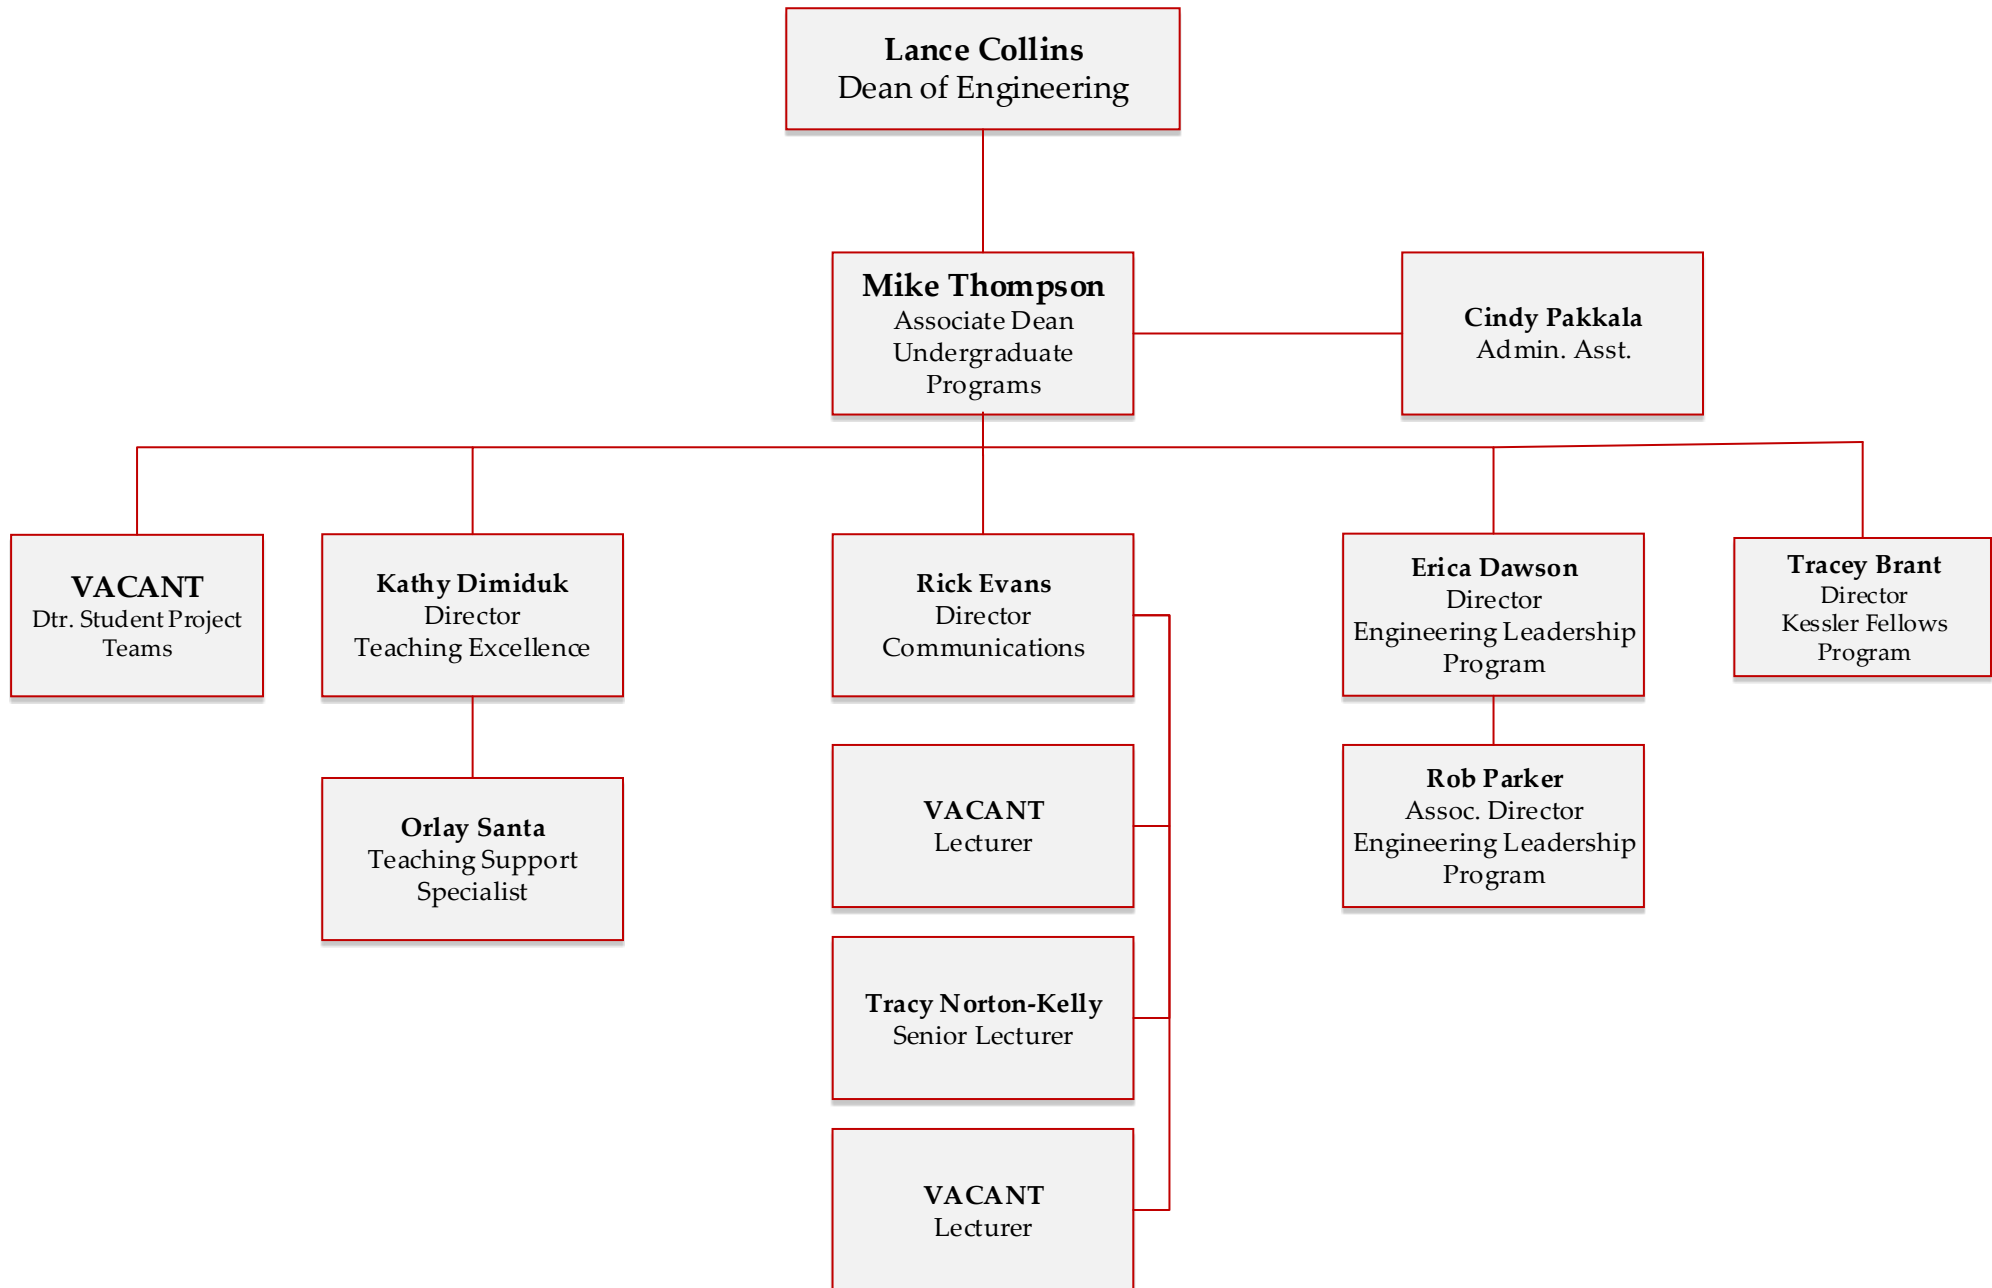 Lance Collins
Dean of Engineering
Mike Thompson
Associate Dean
Undergraduate
Programs
Cindy Pakkala
Admin. Asst.
VACANT
Dtr. Student Project
Teams
Kathy Dimiduk
Director
Teaching Excellence
Rick Evans
Director
Communications
Erica Dawson
Director
Engineering Leadership
Program
Tracey Brant
Director
Kessler Fellows
Program
Orlay Santa
Teaching Support
Specialist
VACANT
Lecturer
Rob Parker
Assoc. Director
Engineering Leadership
Program
Tracy Norton-Kelly
Senior Lecturer
VACANT
Lecturer